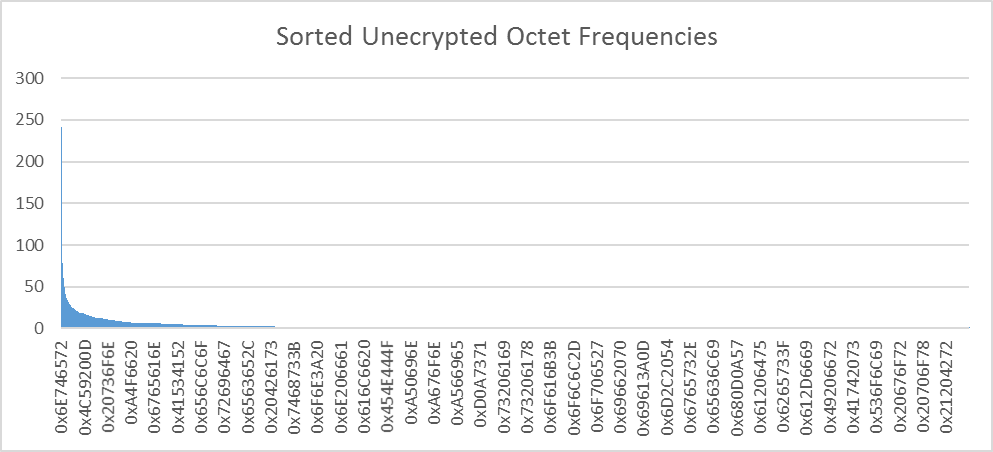 Sorted Unecrypted Octet Frequencies
300
250
200
150
100
50
0
0x6E746572
0x4C59200D
0x20736F6E
0xA4F6620
0x6765616E
0x41534152
0x656C6C6F
0x72696467
0x6563652C
0x20426173
0x7468733B
0x6F6E3A20
0x6E206661
0x616C6620
0x454E444F
0xA50696E
0xA676F6E
0xA566965
0xD0A7371
0x73206169
0x73206178
0x6F616B3B
0x6F6C6C2D
0x6F706527
0x69662070
0x69613A0D
0x6D2C2054
0x6765732E
0x65636C69
0x680D0A57
0x61206475
0x6265733F
0x612D6669
0x49206672
0x41742073
0x536F6C69
0x20676F72
0x20706F78
0x21204272